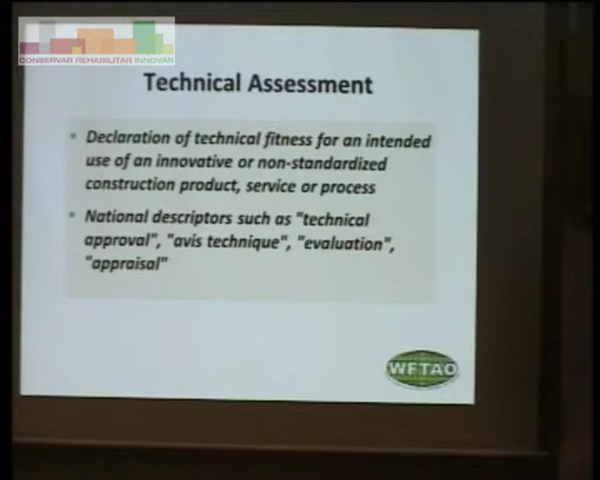 CONSERVAR REHABILITAR INNOVAR
Technical Assessment
• Declaration of technical fitness for an intended
use of an innovative or non-standardized
construction product, service or process
• National descriptors such as "technical
approval", "avis technique", "evaluation",
"appraisal"
WFTAO